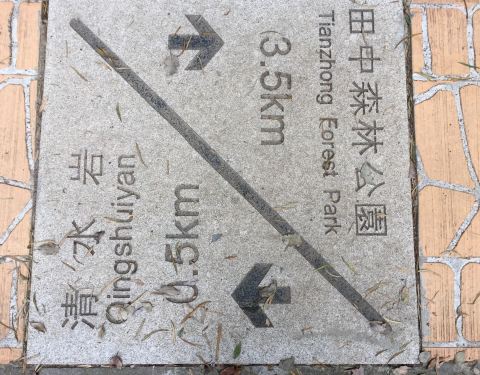 田中森林公園
Tianzhong Forest Park
3.5km
清水岩
Qingshuiyan
0.5km